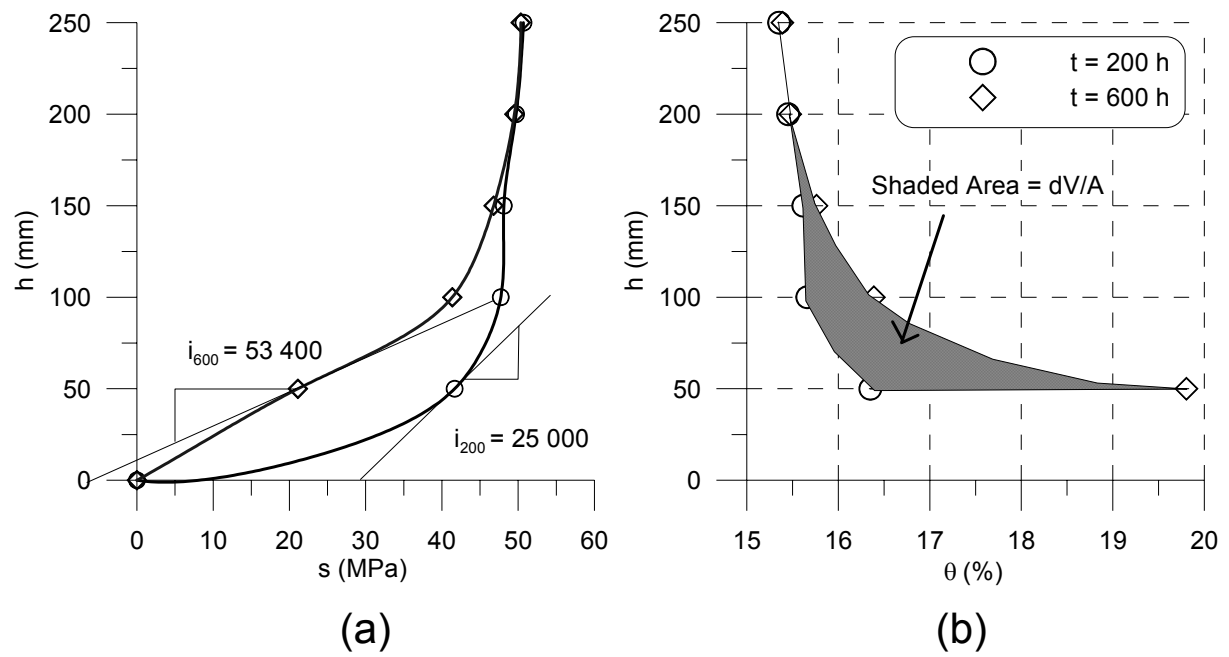 250
200
150
100
50
0
h (mm)
i600 = 53 400
i200 = 25 000
0 10 20 30 40 50 60
s (MPa)
(a)
250
200
150
100
50
0
h (mm)
t = 200 h
t = 600 h
Shaded Area = dV/A
15 16 17 18 19 20
θ (%)
(b)